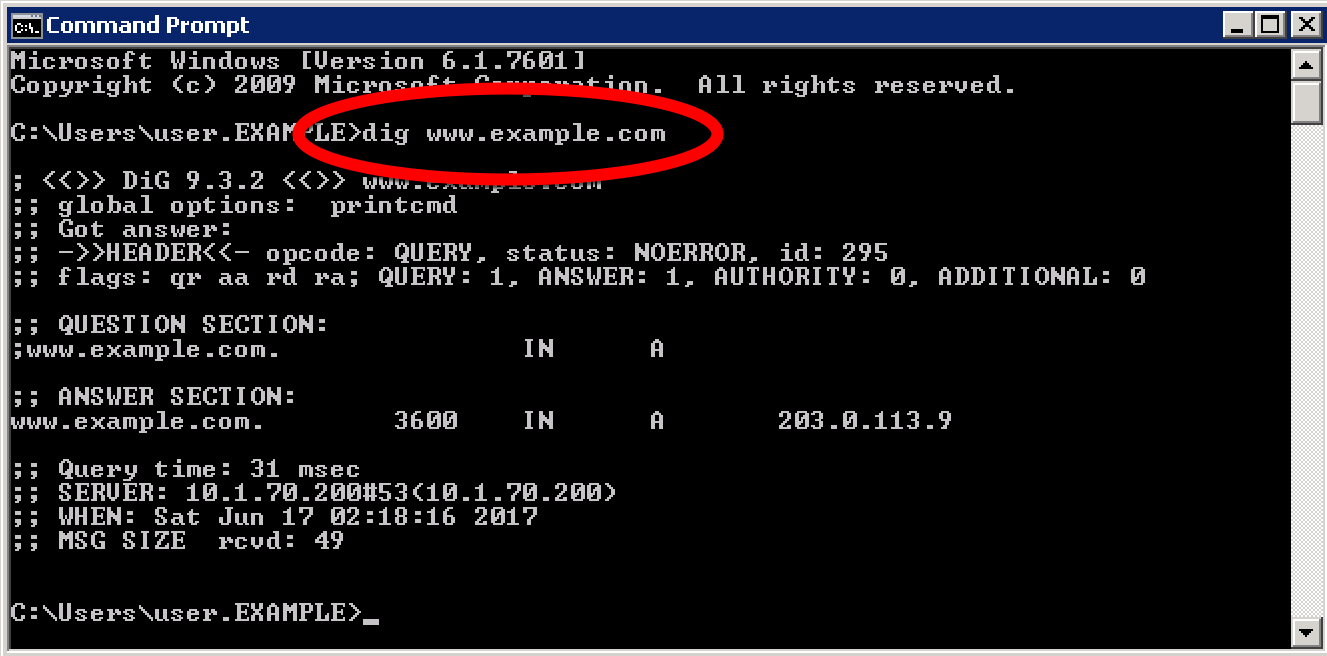 Command Prompt
Microsoft Windows [Version 6.1.7601]
Copyright (c) 2009 Microsoft Corporation.  All rights reserved.
C:\Users\user.EXAMPLE>dig www.example.com
; <<>> DiG 9.3.2 <<>> www.example.com
;; global options:  printcmd
;; Got answer:
;; ->>HEADER<<- opcode: QUERY, status: NOERROR, id: 295
;; flags: qr aa rd ra; QUERY: 1, ANSWER: 1, AUTHORITY: 0, ADDITIONAL: 0
;; QUESTION SECTION:
;www.example.com.               IN      A
;; ANSWER SECTION:
www.example.com.        3600    IN      A       203.0.113.9
;; Query time: 31 msec
;; SERVER: 10.1.70.200#53(10.1.70.200)
;; WHEN: Sat Jun 17 02:18:16 2017
;; MSG SIZE  rcvd: 49
C:\Users\user.EXAMPLE>_